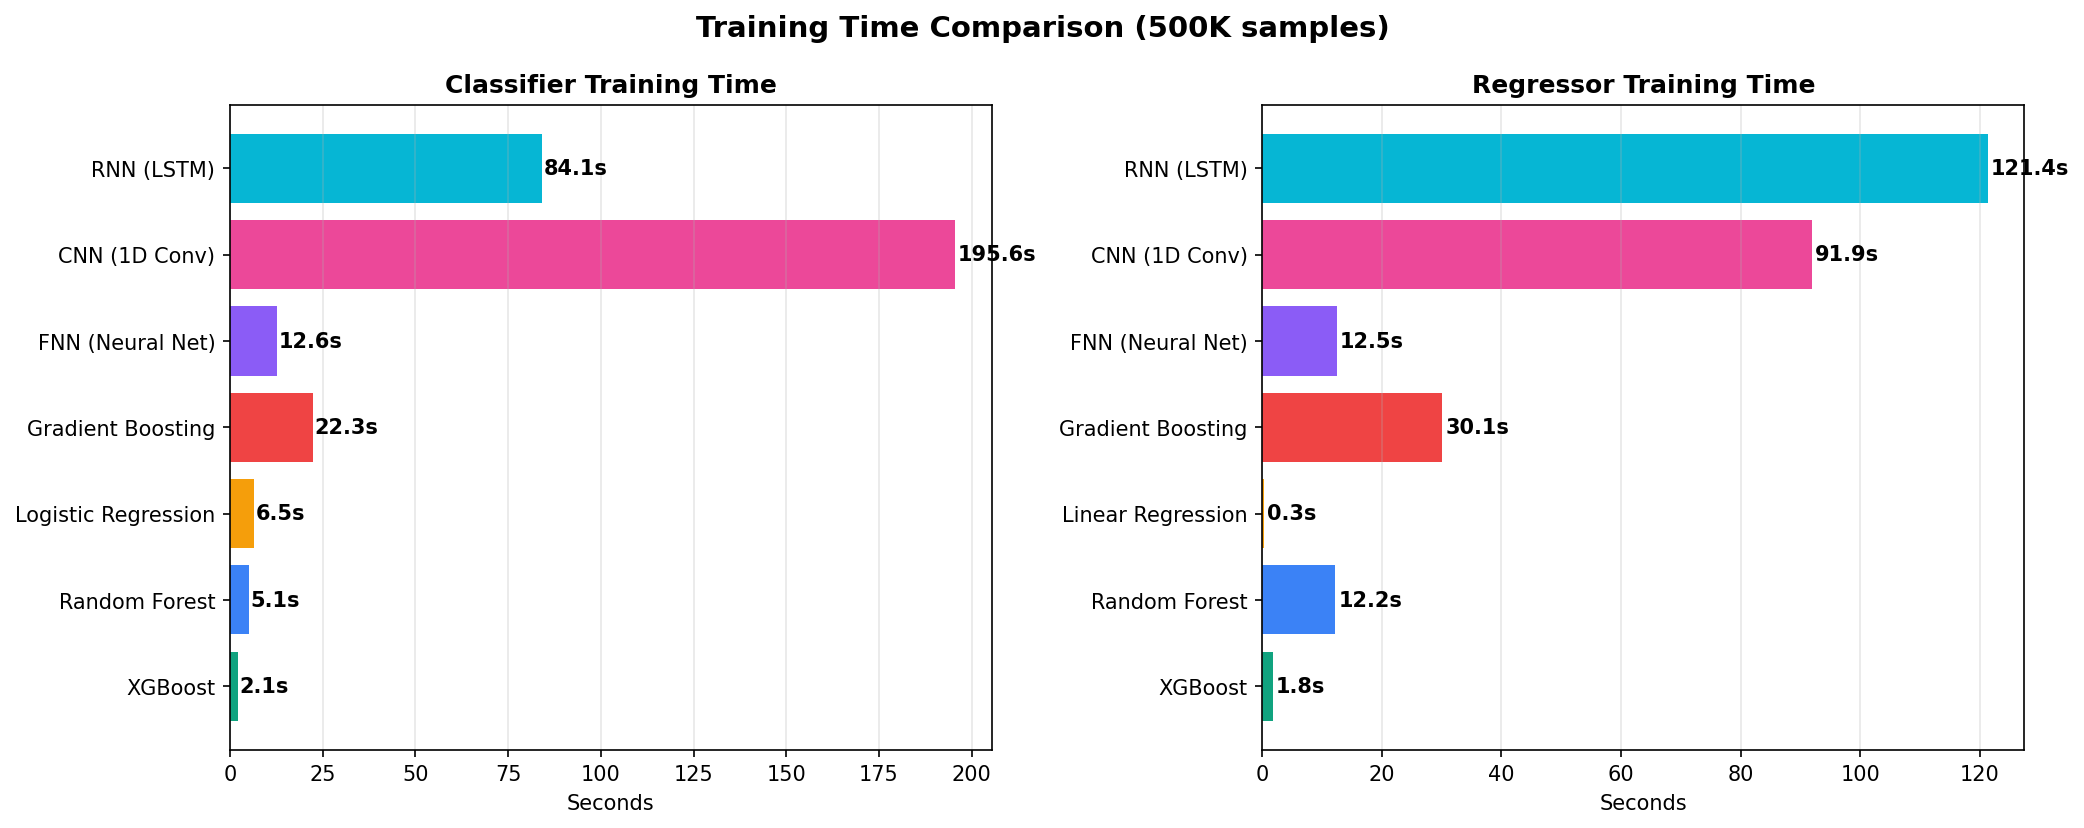 Training Time Comparison (500K samples)
Classifier Training Time
RNN (LSTM)
84.1s
CNN (1D Conv)
195.6s
FNN (Neural Net)
12.6s
Gradient Boosting
22.3s
Logistic Regression
6.5s
Random Forest
5.1s
XGBoost
2.1s
0 25 50 75 100 125 150 175 200
Seconds
Regressor Training Time
RNN (LSTM)
121.4s
CNN (1D Conv)
91.9s
FNN (Neural Net)
12.5s
Gradient Boosting
30.1s
Linear Regression
0.3s
Random Forest
12.2s
XGBoost
1.8s
0 20 40 60 80 100 120
Seconds